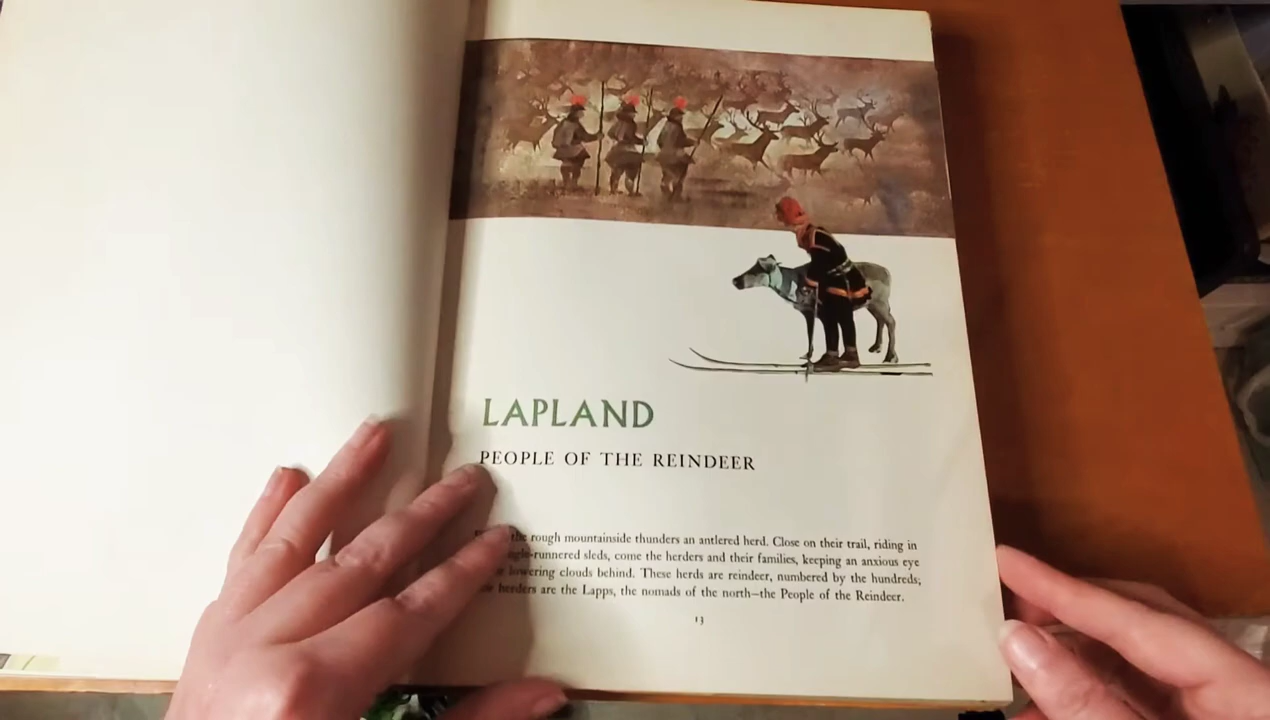 LAPLAND
PEOPLE OF THE REINDEER
the rough mountainside thunders an antlered herd. Close on their trail, riding in
runnered sleds, come the herders and their families, keeping an anxious eye
lowering clouds behind. These herds are reindeer, numbered by the hundreds;
herders are the Lapps, the nomads of the north—the People of the Reindeer.
13